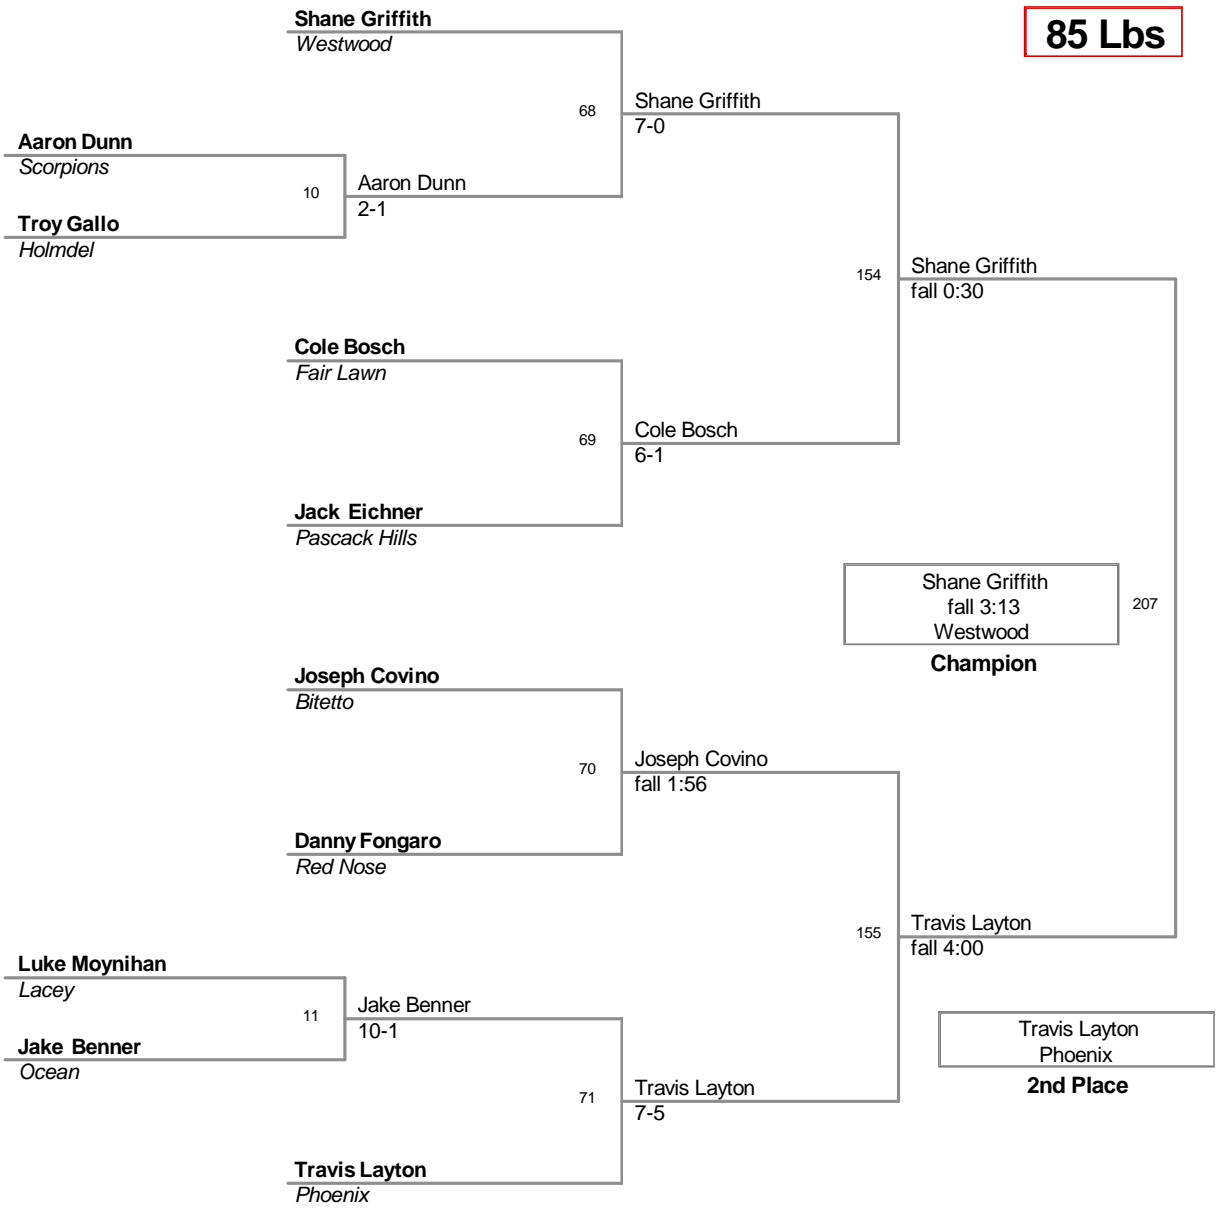 Shane Griffith
Westwood
85 Lbs
68
Shane Griffith
7-0
Aaron Dunn
Scorpions
10
Aaron Dunn
2-1
Troy Gallo
Holmdel
154
Shane Griffith
fall 0:30
Cole Bosch
Fair Lawn
69
Cole Bosch
6-1
Jack Eichner
Pascack Hills
Shane Griffith
fall 3:13
Westwood
207
Champion
Joseph Covino
Bitetto
70
Joseph Covino
fall 1:56
Danny Fongaro
Red Nose
155
Travis Layton
fall 4:00
Luke Moynihan
Lacey
11
Jake Benner
10-1
Jake Benner
Ocean
Travis Layton
Phoenix
2nd Place
71
Travis Layton
7-5
Travis Layton
Phoenix